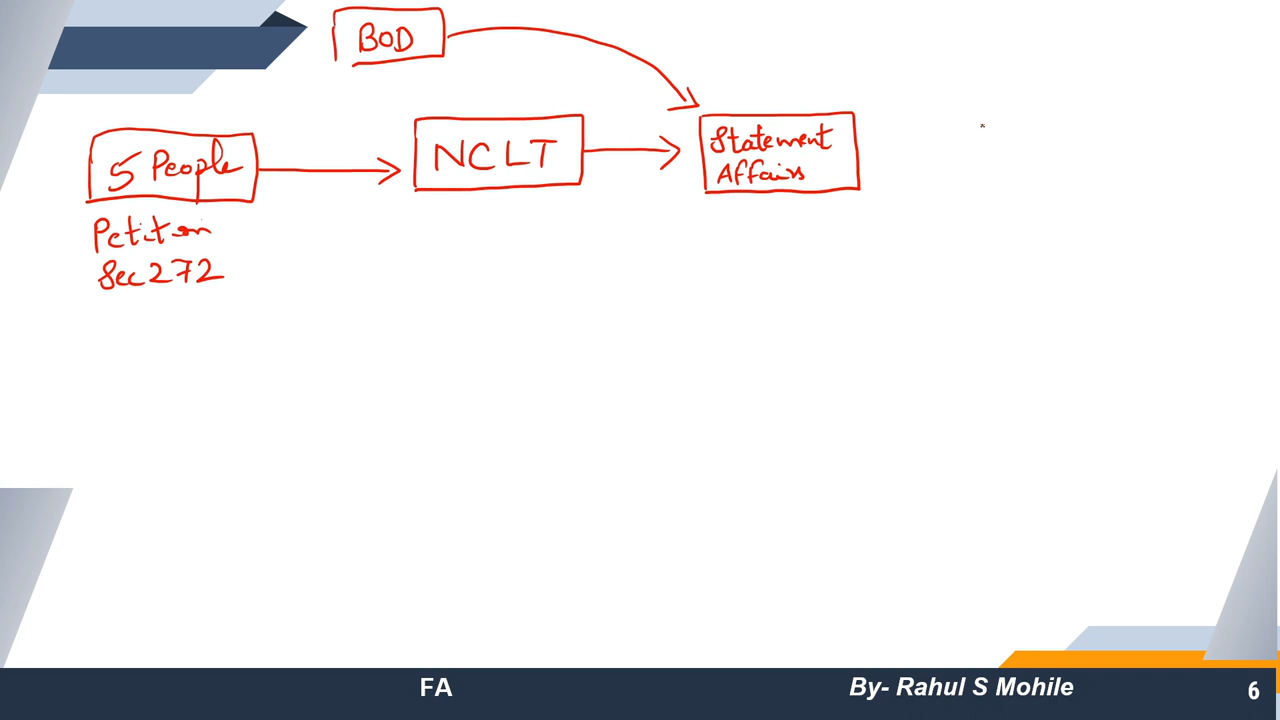 BOD
5 People
NCLT
Statement
Affairs
Petition
Sec 272
FA
By- Rahul S Mohile
6